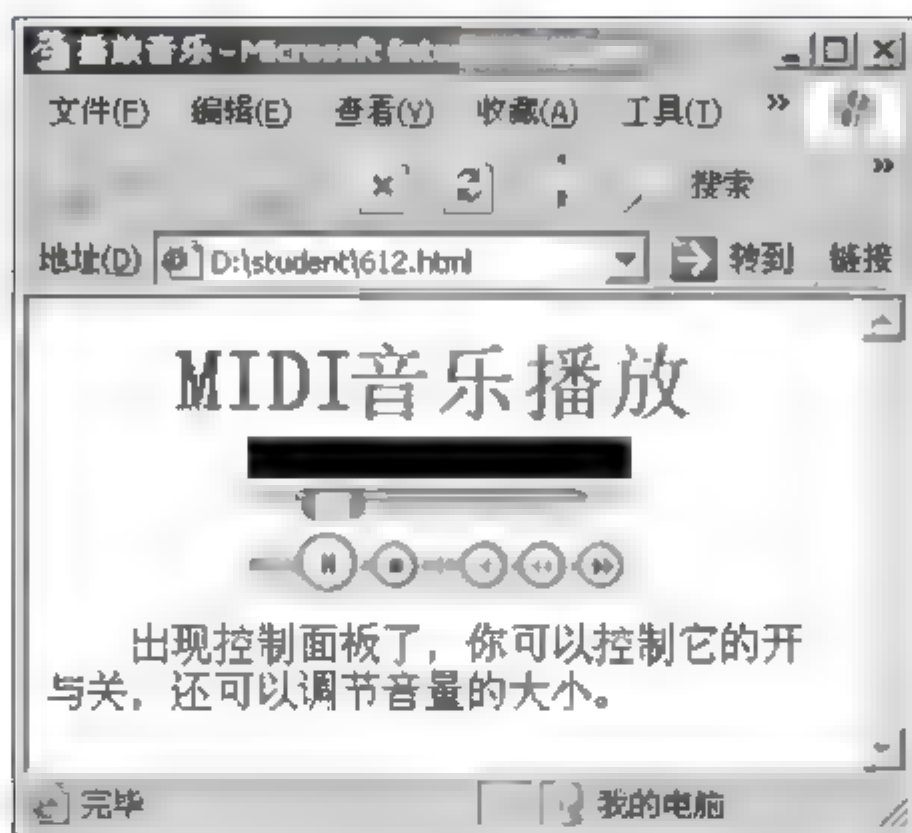 播放音乐 - Microsoft Inte
文件(F) 编辑(E) 查看(V) 收藏(A) 工具(T) »
搜索 »
地址(D) D:\student\612.html 转到 链接
MIDI音乐播放
出现控制面板了，你可以控制它的开
与关，还可以调节音量的大小。
完毕 我的电脑